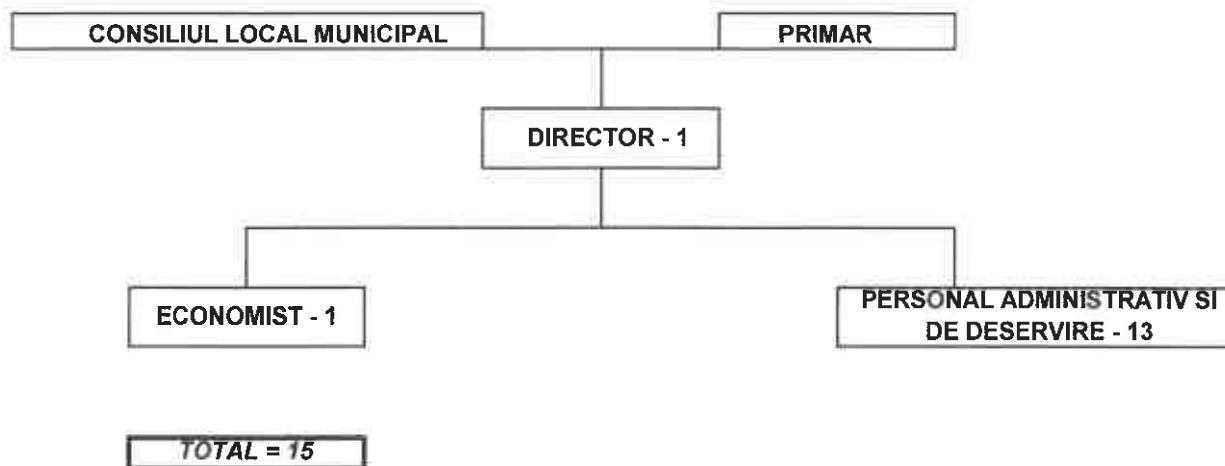 CONSILIUL LOCAL MUNICIPAL
PRIMAR
DIRECTOR - 1
ECONOMIST - 1
PERSONAL ADMINISTRATIV SI
DE DESERVIRE - 13
TOTAL = 15